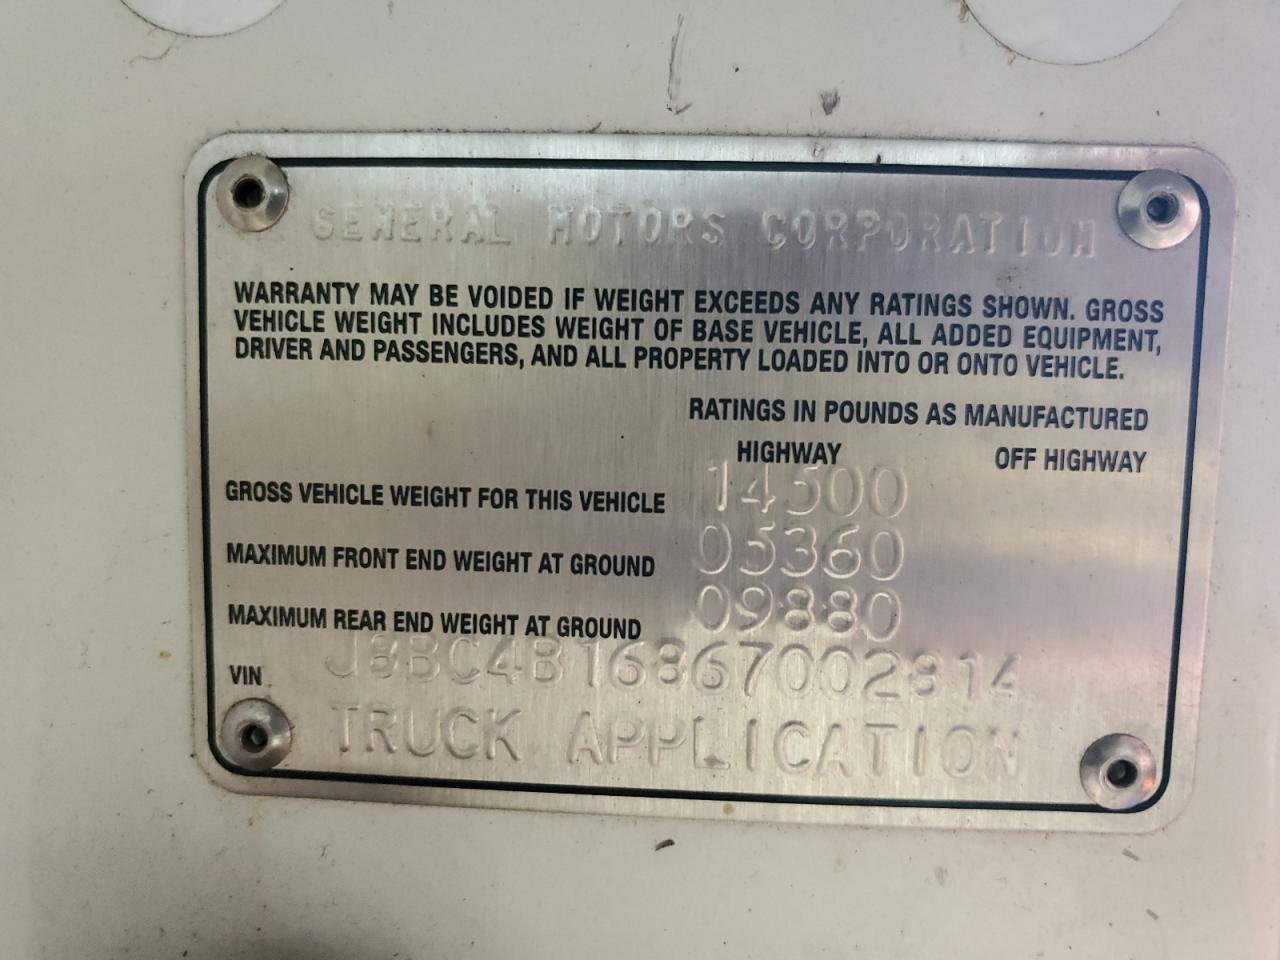 GENERAL MOTORS CORPORATION
WARRANTY MAY BE VOIDED IF WEIGHT EXCEEDS ANY RATINGS SHOWN. GROSS
VEHICLE WEIGHT INCLUDES WEIGHT OF BASE VEHICLE, ALL ADDED EQUIPMENT,
DRIVER AND PASSENGERS, AND ALL PROPERTY LOADED INTO OR ONTO VEHICLE.
RATINGS IN POUNDS AS MANUFACTURED
HIGHWAY OFF HIGHWAY
GROSS VEHICLE WEIGHT FOR THIS VEHICLE 14500
MAXIMUM FRONT END WEIGHT AT GROUND 05360
MAXIMUM REAR END WEIGHT AT GROUND 09880
VIN J8BC4B16867002814
TRUCK APPLICATION